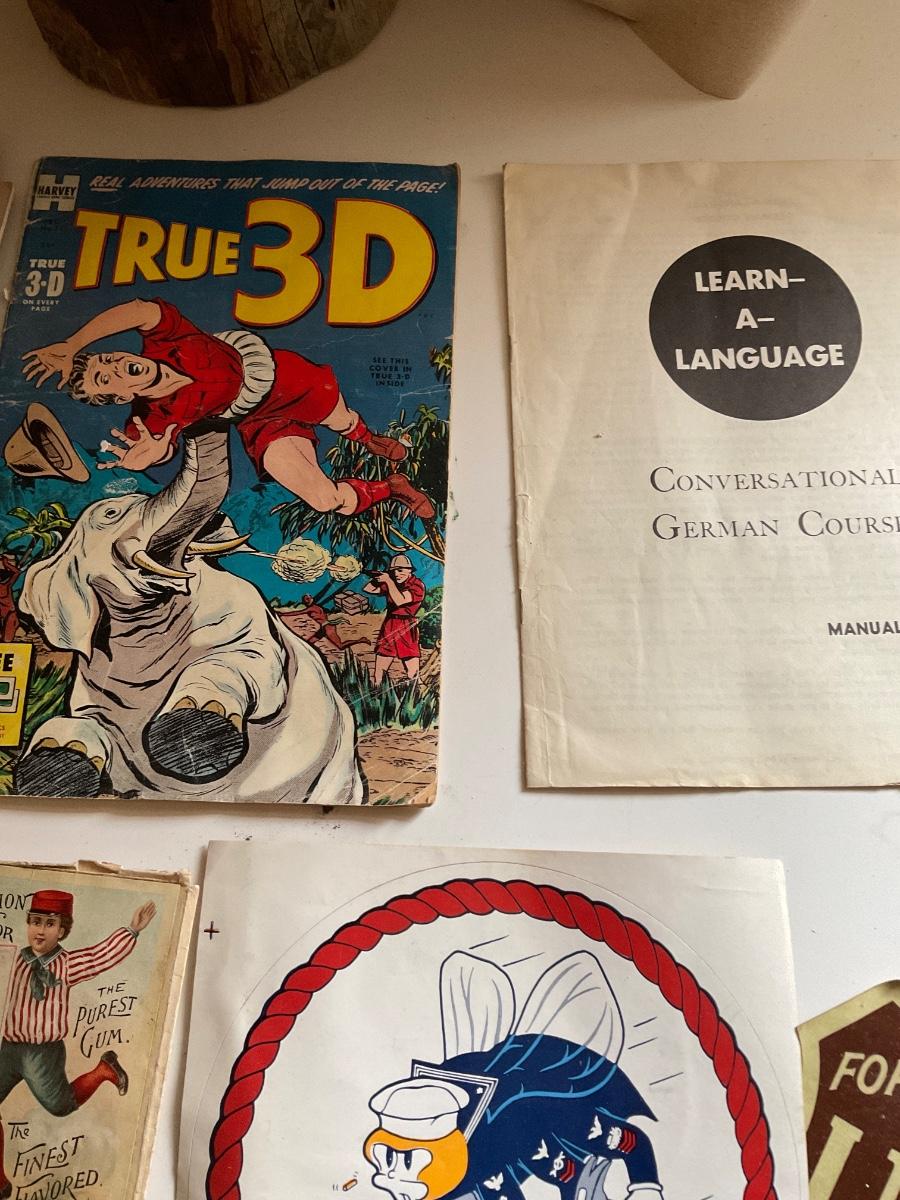 REAL ADVENTURES THAT JUMP OUT OF THE PAGE!
HARVEY
TRUE 3D
TRUE
3-D
ON EVERY
PAGE
SEE THIS
COVER IN
TRUE 3-D
INSIDE
LEARN–
A–
LANGUAGE
CONVERSATIONAL
GERMAN COURSE
MANUAL
THE
PUREST
GUM.
The
FINEST
FOR